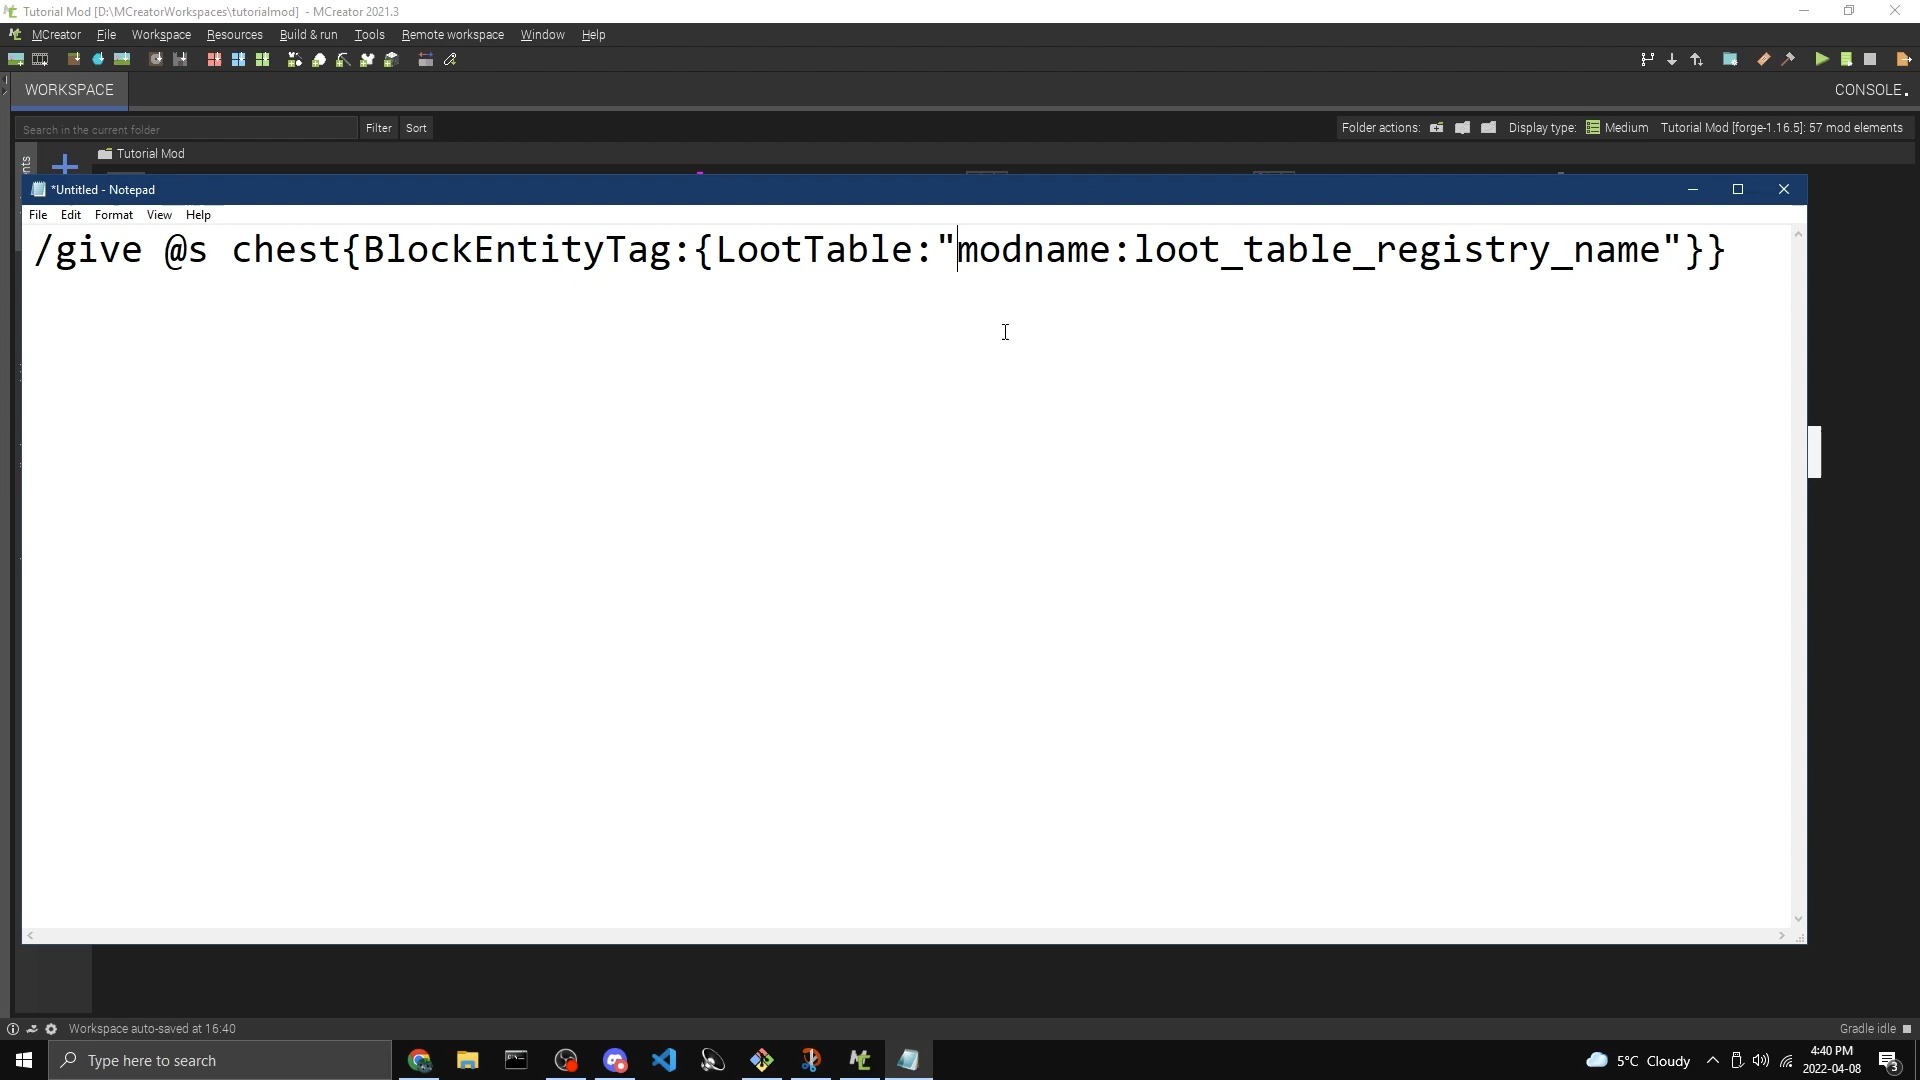 Tutorial Mod [D:\MCreatorWorkspaces\tutorialmod] - MCreator 2021.3
MCreator File Workspace Resources Build & run Tools Remote workspace Window Help
WORKSPACE
CONSOLE
Search in the current folder Filter Sort
Folder actions: Display type: Medium Tutorial Mod [forge-1.16.5]: 57 mod elements
Tutorial Mod
*Untitled - Notepad
File Edit Format View Help
/give @s chest{BlockEntityTag:{LootTable:"modname:loot_table_registry_name"}}
Workspace auto-saved at 16:40
Gradle idle
Type here to search
5°C Cloudy
4:40 PM
2022-04-08
3